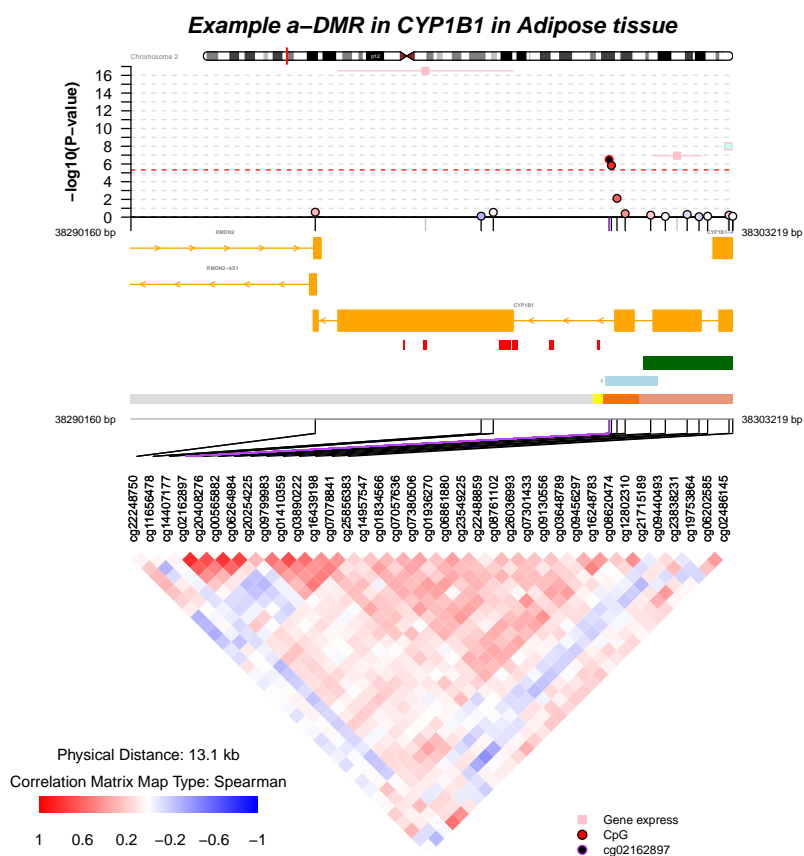 Example a−DMR in CYP1B1 in Adipose tissue
Chromosome 2
p12
−log10(P−value)
16
14
12
10
8
6
4
2
0
38290160 bp
38303219 bp
RMDN2
RMDN2−AS1
CYP1B1
1
38290160 bp
38303219 bp
cg22248750
cg11656478
cg14407177
cg02162897
cg20408276
cg00565882
cg06264984
cg20254225
cg09799983
cg01410359
cg03890222
cg16439198
cg07078841
cg25856383
cg14957547
cg01834566
cg07057636
cg07380506
cg01936270
cg06861880
cg23549225
cg22488859
cg08761102
cg26036993
cg07301433
cg09130556
cg03648789
cg09456297
cg16248783
cg08620474
cg12802310
cg21715189
cg09440493
cg23838231
cg19753864
cg06202585
cg02486145
Physical Distance: 13.1 kb
Correlation Matrix Map Type: Spearman
1 0.6 0.2 −0.2 −0.6 −1
Gene express
CpG
cg02162897